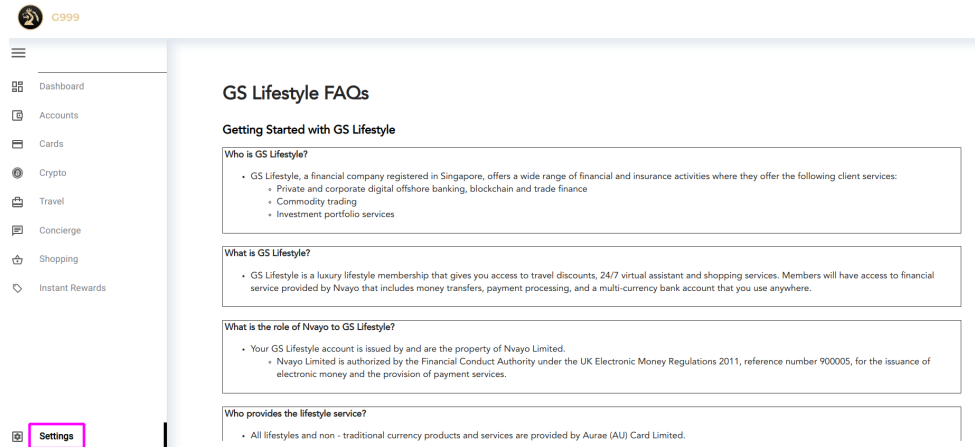 G999
Dashboard
Accounts
Cards
Crypto
Travel
Concierge
Shopping
Instant Rewards
Settings
GS Lifestyle FAQs
Getting Started with GS Lifestyle
Who is GS Lifestyle?
• GS Lifestyle, a financial company registered in Singapore, offers a wide range of financial and insurance activities where they offer the following client services:
◦ Private and corporate digital offshore banking, blockchain and trade finance
◦ Commodity trading
◦ Investment portfolio services
What is GS Lifestyle?
• GS Lifestyle is a luxury lifestyle membership that gives you access to travel discounts, 24/7 virtual assistant and shopping services. Members will have access to financial
service provided by Nvayo that includes money transfers, payment processing, and a multi-currency bank account that you use anywhere.
What is the role of Nvayo to GS Lifestyle?
• Your GS Lifestyle account is issued by and are the property of Nvayo Limited.
◦ Nvayo Limited is authorized by the Financial Conduct Authority under the UK Electronic Money Regulations 2011, reference number 900005, for the issuance of
electronic money and the provision of payment services.
Who provides the lifestyle service?
• All lifestyles and non - traditional currency products and services are provided by Aurae (AU) Card Limited.